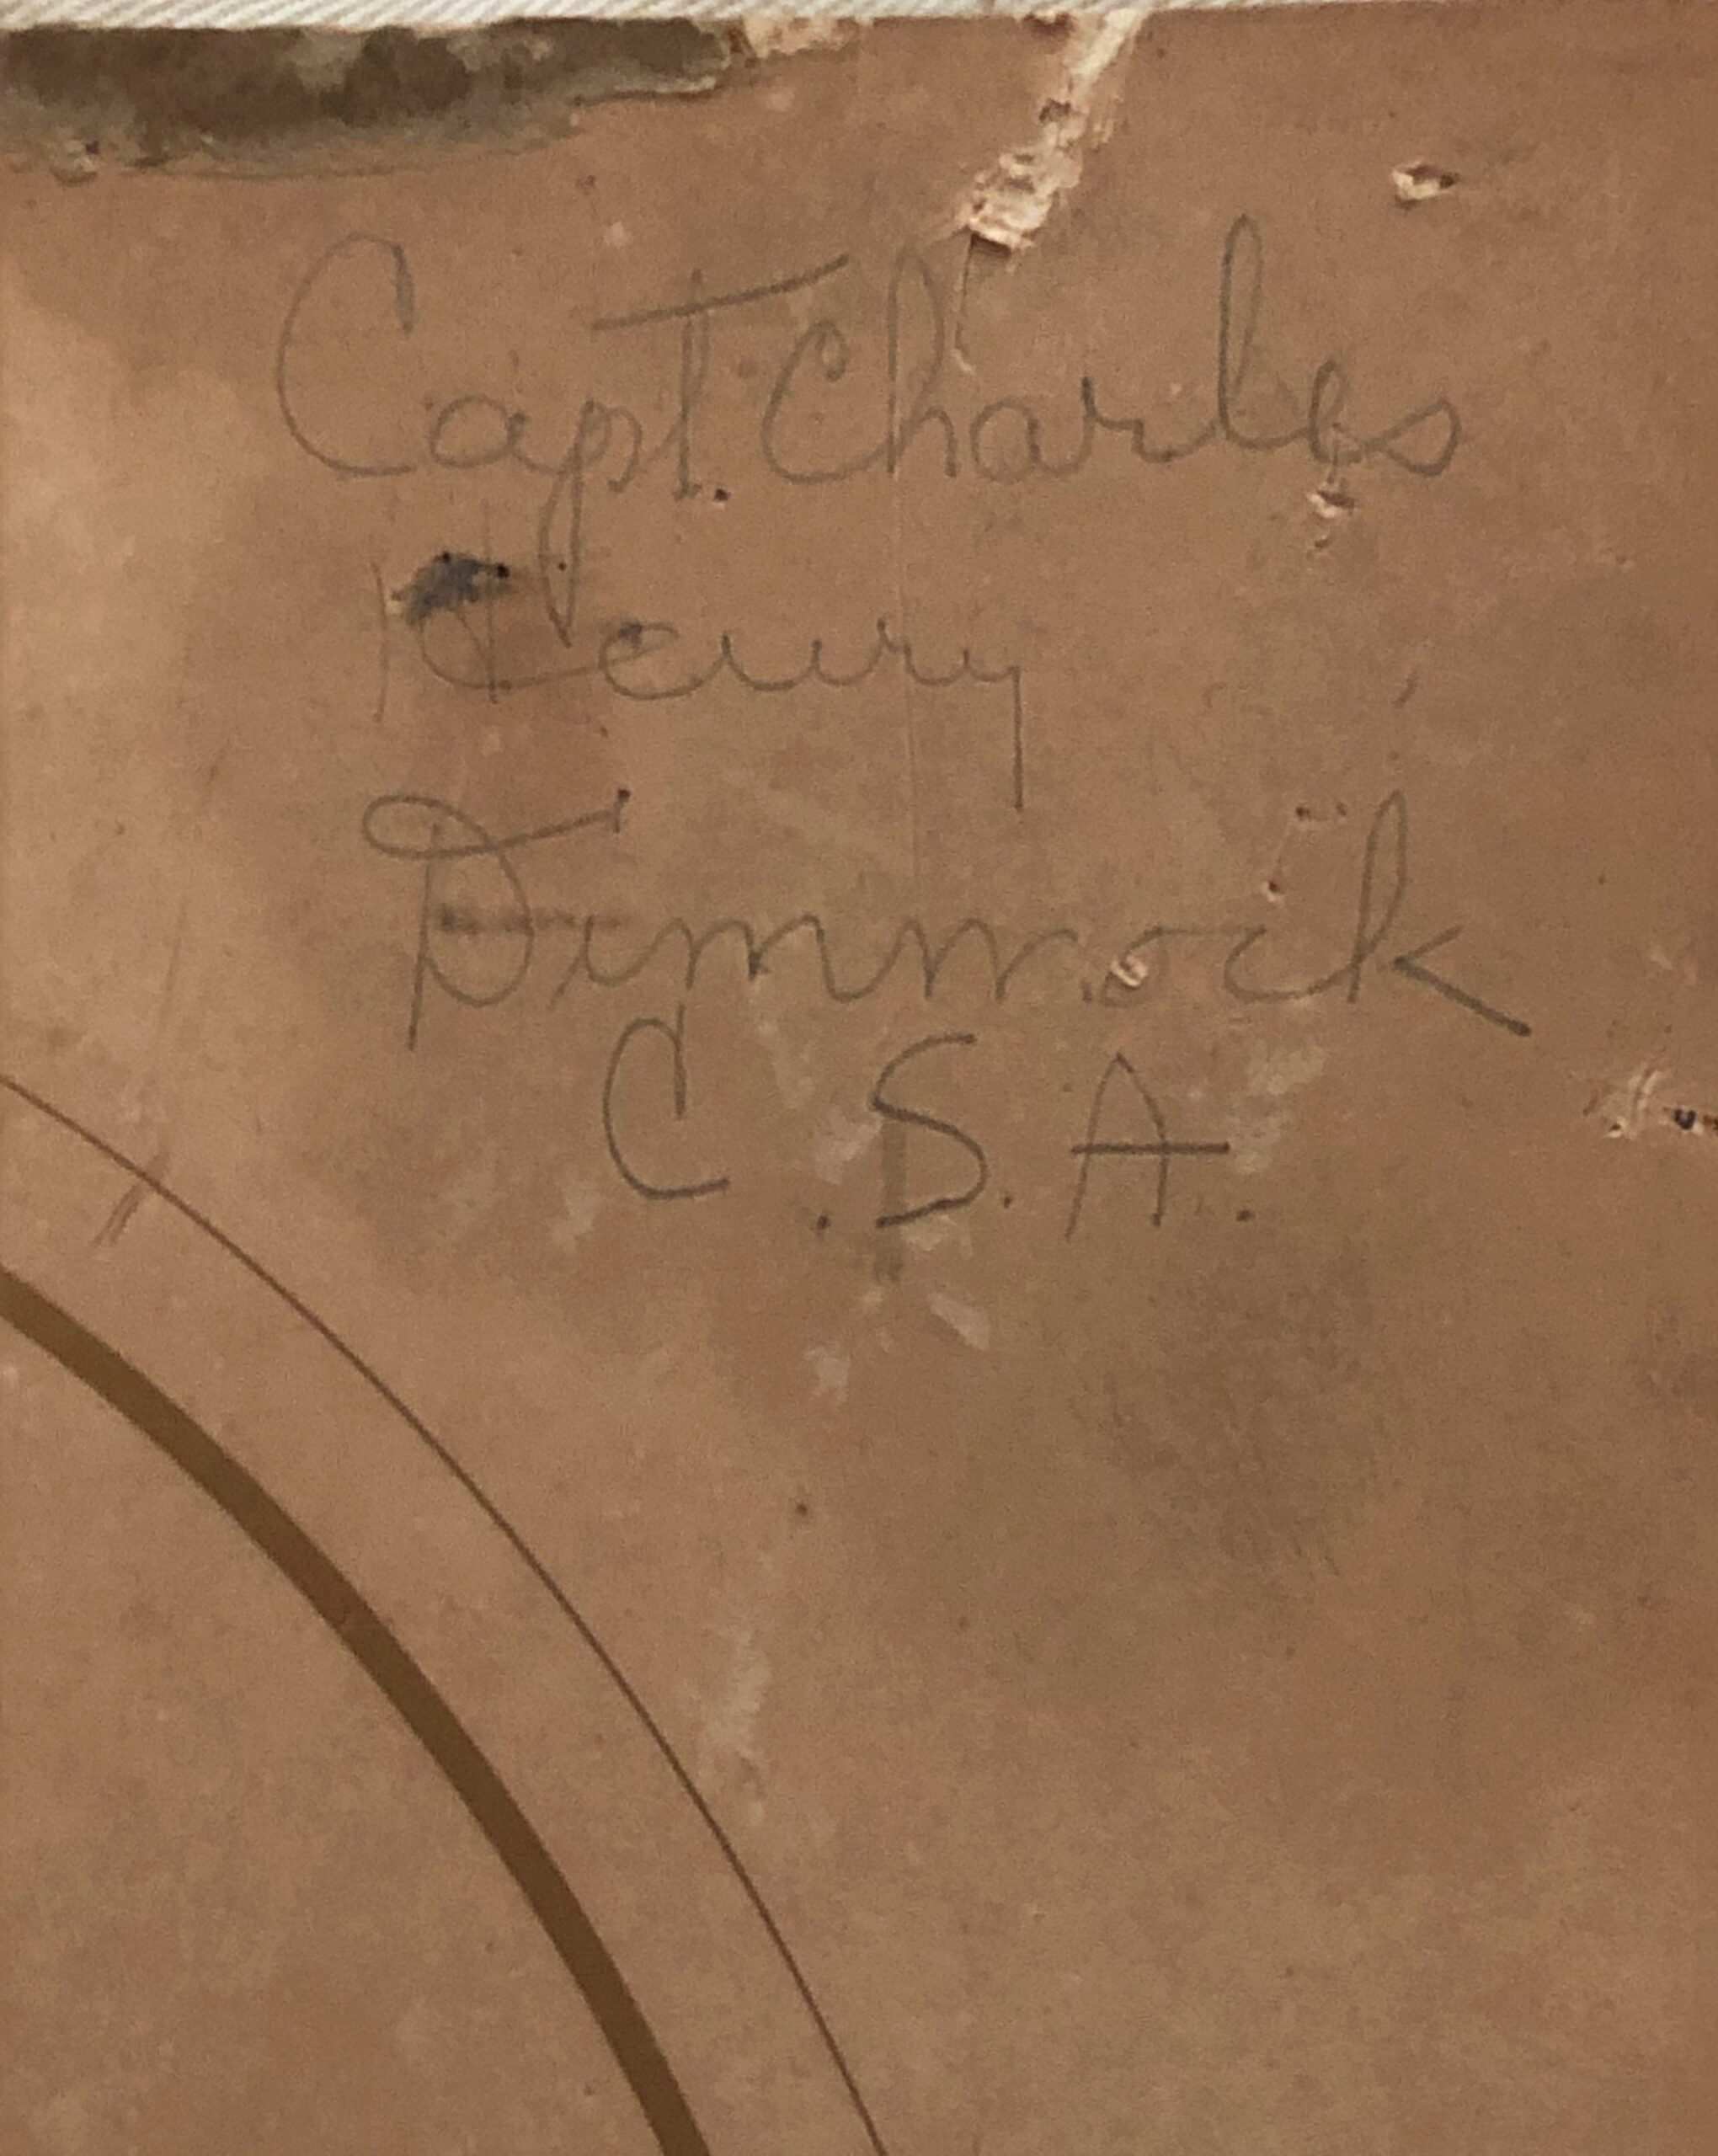 Capt. Charles
Henry
Dimmock
C.S.A.